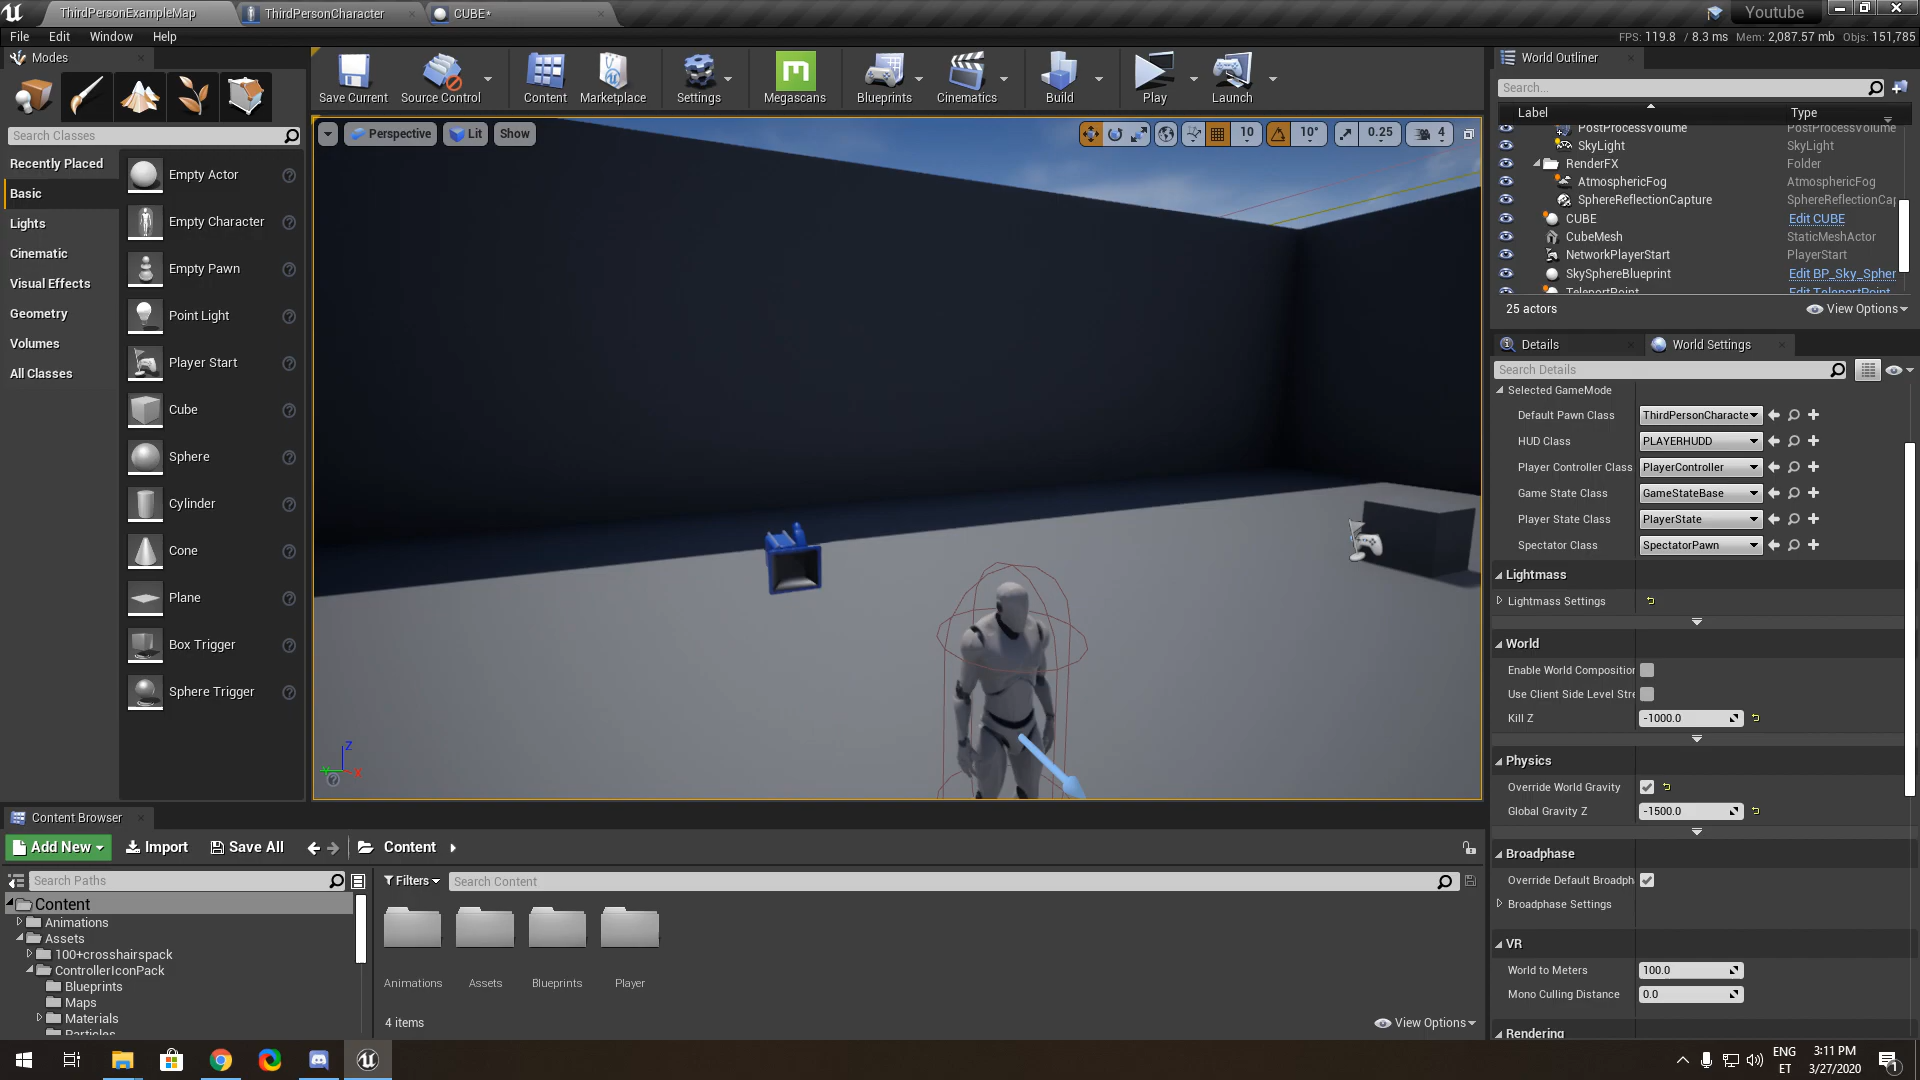 ThirdPersonExampleMap
ThirdPersonCharacter
CUBE*
Youtube
File Edit Window Help
FPS: 119.8 / 8.3 ms Mem: 2,087.57 mb Objs: 151,785
Modes
Search Classes
Recently Placed
Basic
Lights
Cinematic
Visual Effects
Geometry
Volumes
All Classes
Empty Actor
Empty Character
Empty Pawn
Point Light
Player Start
Cube
Sphere
Cylinder
Cone
Plane
Box Trigger
Sphere Trigger
Save Current
Source Control
Content
Marketplace
Settings
Megascans
Blueprints
Cinematics
Build
Play
Launch
Perspective
Lit
Show
10
10°
0.25
4
Z
Y
X
World Outliner
Search...
Label Type
PostProcessVolume PostProcessVolume
SkyLight SkyLight
RenderFX Folder
AtmosphericFog AtmosphericFog
SphereReflectionCapture SphereReflectionCap
CUBE Edit CUBE
CubeMesh StaticMeshActor
NetworkPlayerStart PlayerStart
SkySphereBlueprint Edit BP_Sky_Spher
TeleportPoint Edit TeleportPoint
25 actors
View Options
Details
World Settings
Search Details
Selected GameMode
Default Pawn Class ThirdPersonCharacte
HUD Class PLAYERHUDD
Player Controller Class PlayerController
Game State Class GameStateBase
Player State Class PlayerState
Spectator Class SpectatorPawn
Lightmass
Lightmass Settings
World
Enable World Composition
Use Client Side Level Stre
Kill Z -1000.0
Physics
Override World Gravity
Global Gravity Z -1500.0
Broadphase
Override Default Broadph
Broadphase Settings
VR
World to Meters 100.0
Mono Culling Distance 0.0
Rendering
Content Browser
Add New
Import
Save All
Content
Search Paths
Filters
Search Content
Content
Animations
Assets
100+crosshairspack
ControllerIconPack
Blueprints
Maps
Materials
Particles
Animations
Assets
Blueprints
Player
4 items
View Options
ENG
ET
3:11 PM
3/27/2020
1